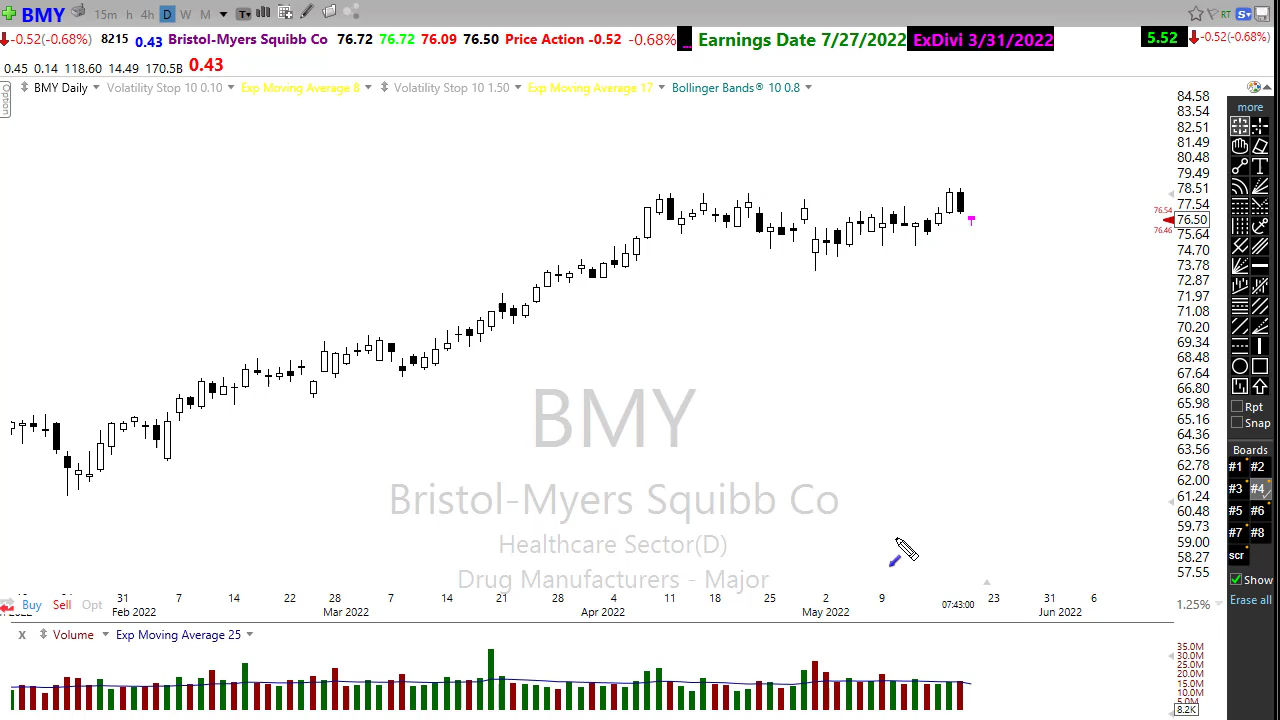 BMY 15m h 4h D W M T RT S
-0.52(-0.68%) 8215 0.43 Bristol-Myers Squibb Co 76.72 76.72 76.09 76.50 Price Action -0.52 -0.68% ... Earnings Date 7/27/2022 ExDivi 3/31/2022 5.52 -0.52(-0.68%)
0.45 0.14 118.60 14.49 170.5B 0.43
Option
BMY Daily Volatility Stop 10 0.10 Exp Moving Average 8 Volatility Stop 10 1.50 Exp Moving Average 17 Bollinger Bands® 10 0.8
84.58
83.54
82.51
81.49
80.48
79.49
78.51
77.54
76.54
76.50
76.46
75.64
74.70
73.78
72.87
71.97
71.08
70.20
69.34
68.48
67.64
66.80
65.98
65.16
64.36
63.56
62.78
62.00
61.24
60.48
59.73
59.00
58.27
57.55
1.25%
more
T
Rpt
Snap
Boards
#1 #2
#3 #4
#5 #6
#7 #8
scr
Show
Erase all
BMY
Bristol-Myers Squibb Co
Healthcare Sector(D)
Drug Manufacturers - Major
31 7 14 22 28 7 14 21 28 4 11 18 25 2 9 23 31 6
Buy Sell Opt Feb 2022 Mar 2022 Apr 2022 May 2022 07:43:00 Jun 2022
X Volume Exp Moving Average 25
35.0M
30.0M
25.0M
20.0M
15.0M
10.0M
5.0M
8.2K